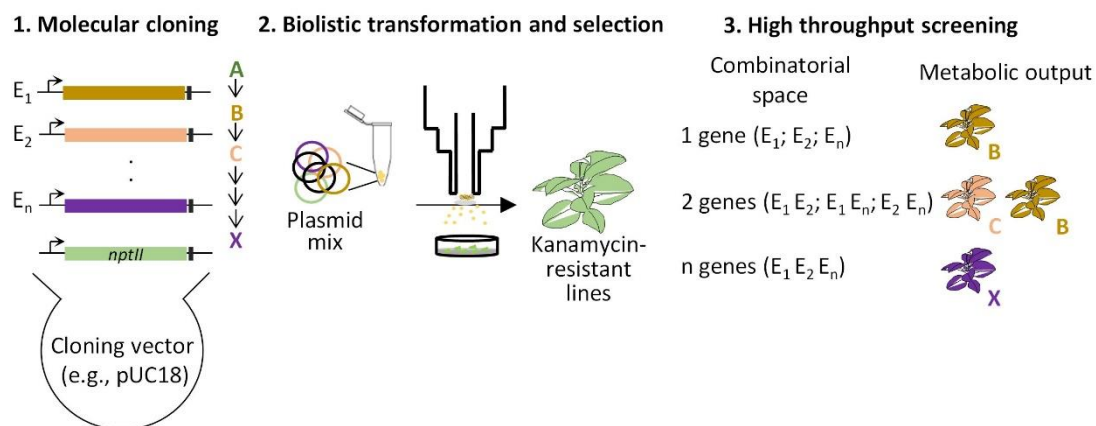 1. Molecular cloning
E1
E2
:
En
nptII
A
B
C
X
Cloning vector
(e.g., pUC18)
2. Biolistic transformation and selection
Plasmid
mix
Kanamycin-
resistant
lines
3. High throughput screening
Combinatorial
space
Metabolic output
1 gene (E1; E2; En)
B
2 genes (E1 E2; E1 En; E2 En)
C
B
n genes (E1 E2 En)
X